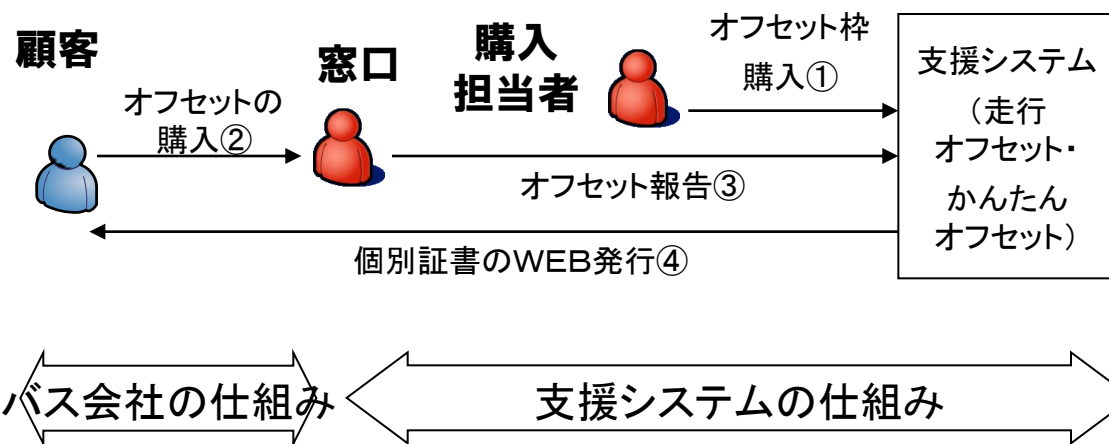 顧客
窓口
購入
担当者
オフセット枠
購入①
オフセットの
購入②
オフセット報告③
個別証書のWEB発行④
支援システム
(走行
オフセット・
かんたん
オフセット)
バス会社の仕組み
支援システムの仕組み